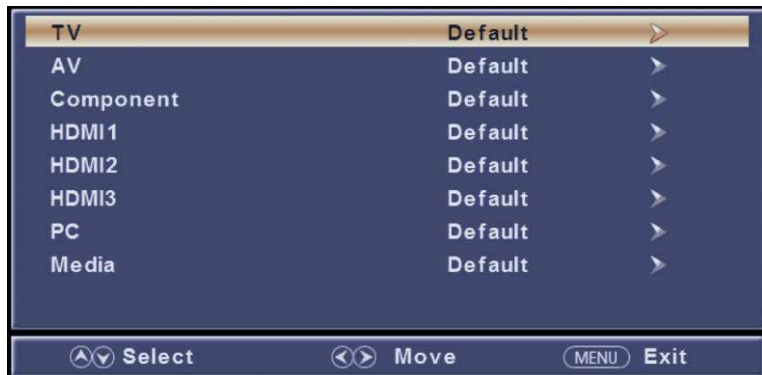 TV Default
AV Default
Component Default
HDMI1 Default
HDMI2 Default
HDMI3 Default
PC Default
Media Default
Select Move MENU Exit